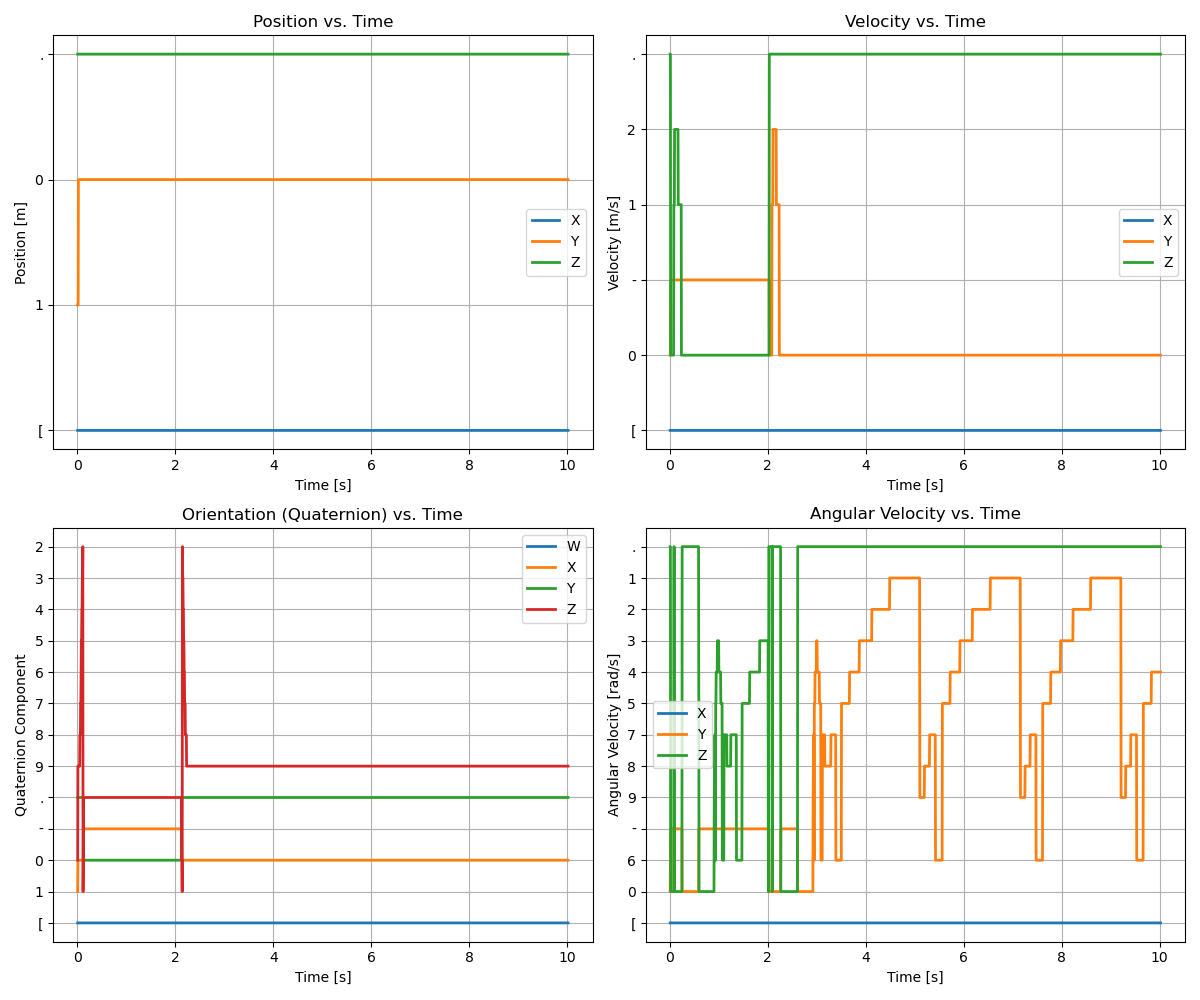 Position vs. Time
Position [m]
.
0
1
[
X
Y
Z
0 2 4 6 8 10
Time [s]
Velocity vs. Time
Velocity [m/s]
.
2
1
-
0
[
X
Y
Z
0 2 4 6 8 10
Time [s]
Orientation (Quaternion) vs. Time
Quaternion Component
2
3
4
5
6
7
8
9
.
-
0
1
[
W
X
Y
Z
0 2 4 6 8 10
Time [s]
Angular Velocity vs. Time
Angular Velocity [rad/s]
.
1
2
3
4
5
7
8
9
-
6
0
[
X
Y
Z
0 2 4 6 8 10
Time [s]